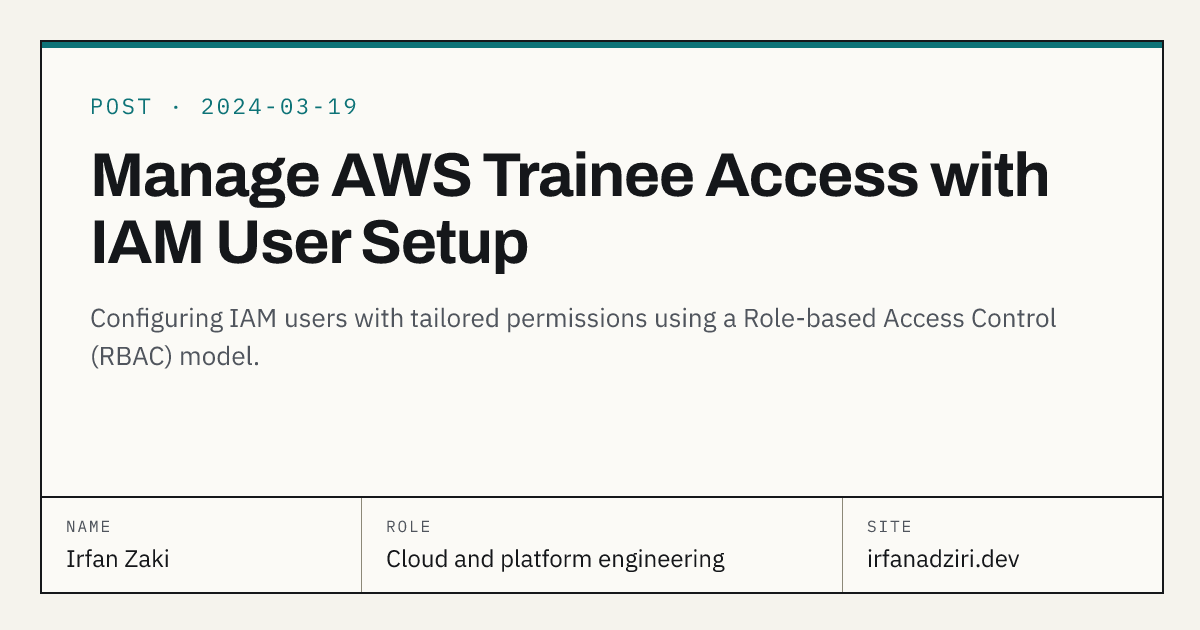 POST · 2024-03-19
Manage AWS Trainee Access with
IAM User Setup
Configuring IAM users with tailored permissions using a Role-based Access Control
(RBAC) model.
NAME
Irfan Zaki
ROLE
Cloud and platform engineering
SITE
irfanadziri.dev